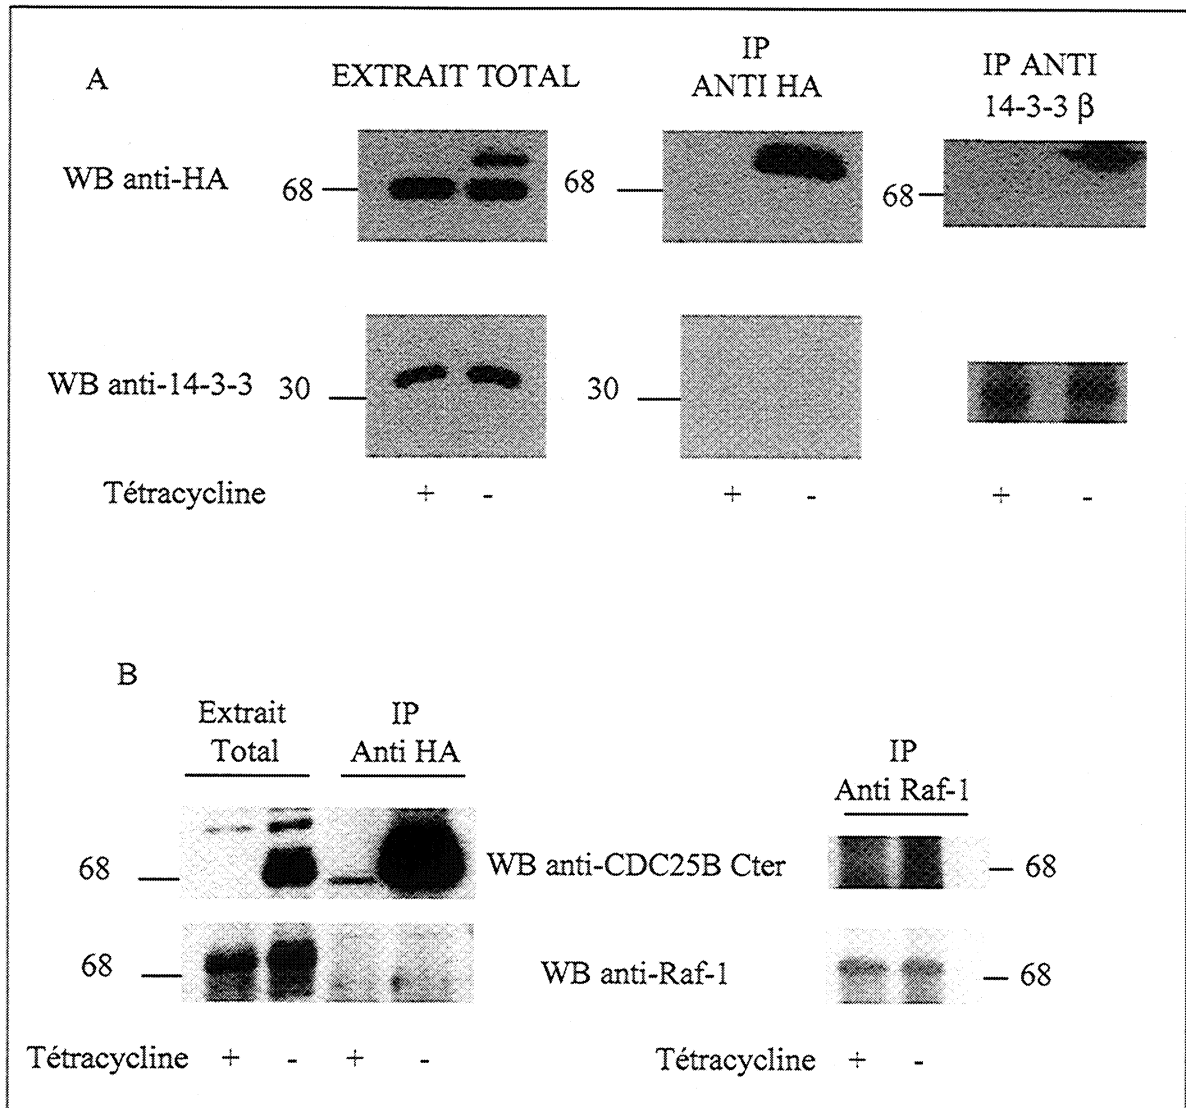 A
EXTRAIT TOTAL
IP
ANTI HA
IP ANTI
14-3-3 β
WB anti-HA
68
68
68
WB anti-14-3-3
30
30
Tétracycline + - + - + -
B
Extrait
Total
IP
Anti HA
IP
Anti Raf-1
68
WB anti-CDC25B Cter
68
68
WB anti-Raf-1
68
Tétracycline + - + -
Tétracycline + -